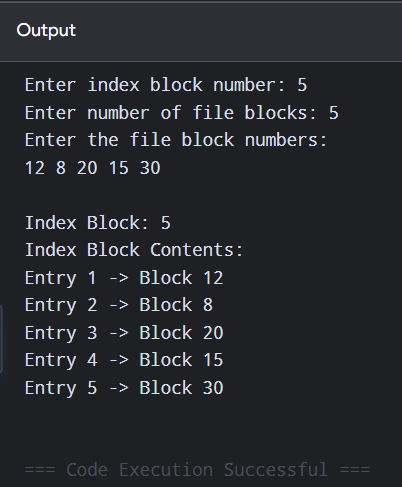 Output
Enter index block number: 5
Enter number of file blocks: 5
Enter the file block numbers:
12 8 20 15 30
Index Block: 5
Index Block Contents:
Entry 1 -> Block 12
Entry 2 -> Block 8
Entry 3 -> Block 20
Entry 4 -> Block 15
Entry 5 -> Block 30
=== Code Execution Successful ===